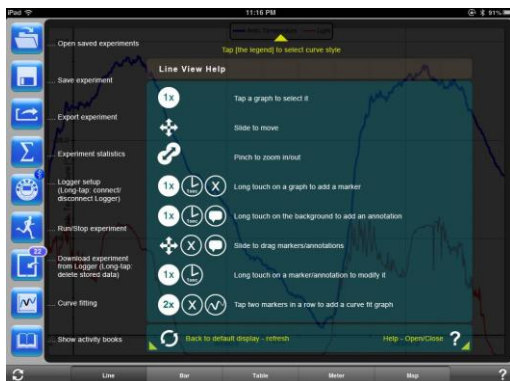 iPad
11:16 PM
91%
Tap [the legend] to select curve style
Open saved experiments
Save experiment
Export experiment
Experiment statistics
Logger setup
(Long-tap: connect/
disconnect Logger)
Run/Stop experiment
22
Download experiment
from Logger (Long-tap:
delete stored data)
Curve fitting
Show activity books
Line View Help
1x
Tap a graph to select it
Slide to move
Pinch to zoom in/out
1x X
Long touch on a graph to add a marker
1x
Long touch on the background to add an annotation
X
Slide to drag markers/annotations
1x
Long touch on a marker/annotation to modify it
2x X
Tap two markers in a row to add a curve fit graph
Back to default display - refresh
Help - Open/Close ?
Line
Bar
Table
Meter
Map
?